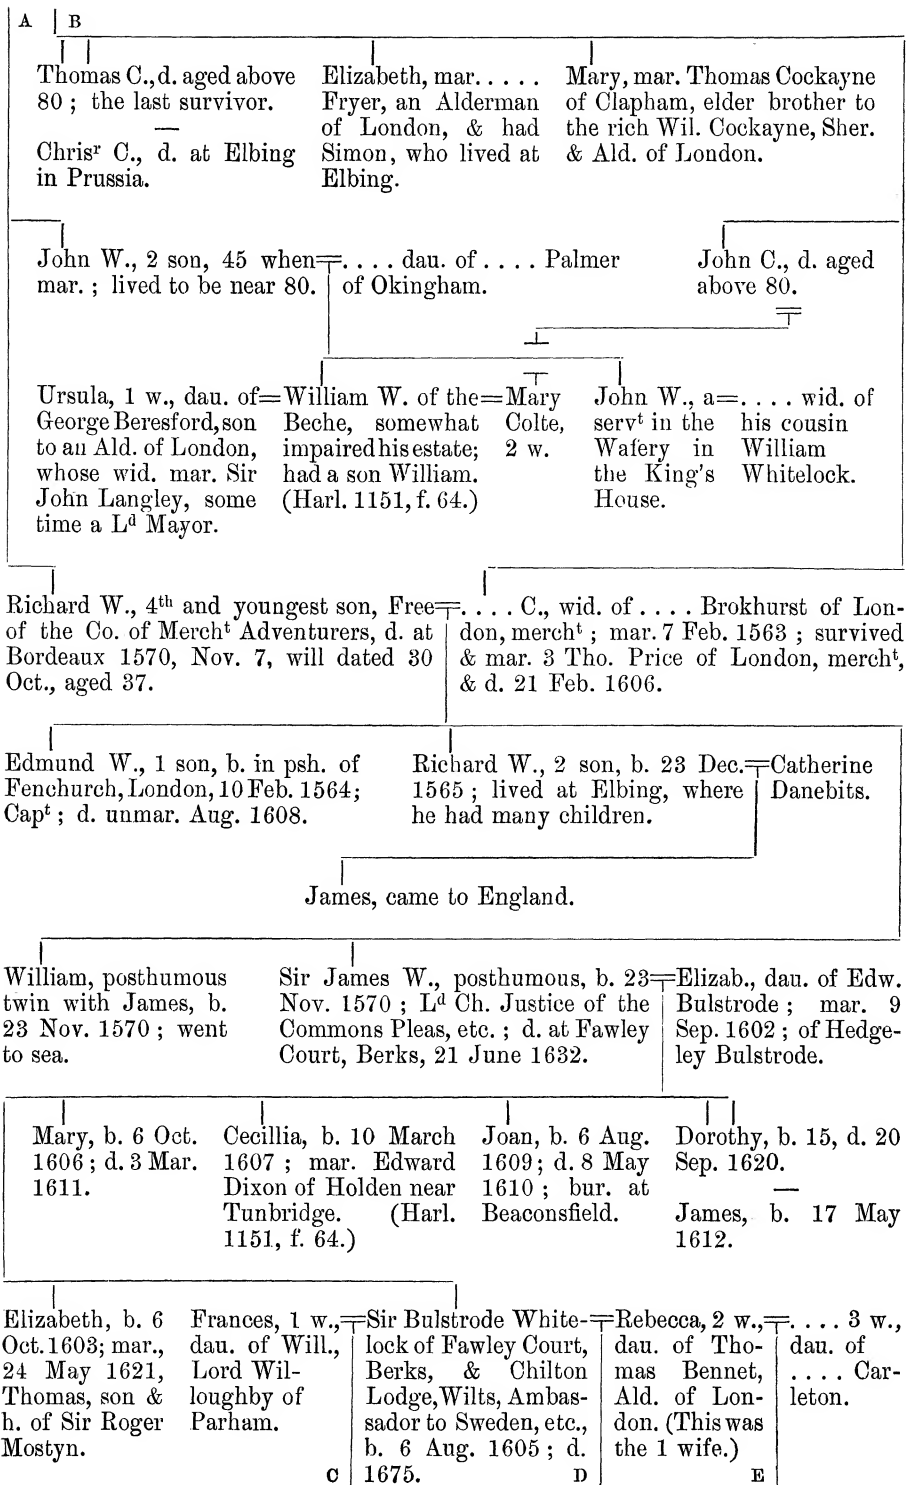 A | B
Thomas C., d. aged above
80 ; the last survivor.
—
Chrisʳ C., d. at Elbing
in Prussia.
Elizabeth, mar. . . . .
Fryer, an Alderman
of London, & had
Simon, who lived at
Elbing.
Mary, mar. Thomas Cockayne
of Clapham, elder brother to
the rich Wil. Cockayne, Sher.
& Ald. of London.
John W., 2 son, 45 when
mar. ; lived to be near 80.
. . . . dau. of . . . . Palmer
of Okingham.
John C., d. aged
above 80.
Ursula, 1 w., dau. of
George Beresford, son
to an Ald. of London,
whose wid. mar. Sir
John Langley, some
time a Lᵈ Mayor.
=William W. of the
Beche, somewhat
impaired his estate;
had a son William.
(Harl. 1151, f. 64.)
=Mary
Colte,
2 w.
John W., a
servᵗ in the
Wafery in
the King's
House.
=. . . . wid. of
his cousin
William
Whitelock.
Richard W., 4ᵗʰ and youngest son, Free
of the Co. of Merchᵗ Adventurers, d. at
Bordeaux 1570, Nov. 7, will dated 30
Oct., aged 37.
. . . . C., wid. of . . . . Brokhurst of Lon-
don, merchᵗ ; mar. 7 Feb. 1563 ; survived
& mar. 3 Tho. Price of London, merchᵗ,
& d. 21 Feb. 1606.
Edmund W., 1 son, b. in psh. of
Fenchurch, London, 10 Feb. 1564;
Capᵗ ; d. unmar. Aug. 1608.
Richard W., 2 son, b. 23 Dec.
1565 ; lived at Elbing, where
he had many children.
Catherine
Danebits.
James, came to England.
William, posthumous
twin with James, b.
23 Nov. 1570 ; went
to sea.
Sir James W., posthumous, b. 23
Nov. 1570 ; Lᵈ Ch. Justice of the
Commons Pleas, etc. ; d. at Fawley
Court, Berks, 21 June 1632.
Elizab., dau. of Edw.
Bulstrode ; mar. 9
Sep. 1602 ; of Hedge-
ley Bulstrode.
Mary, b. 6 Oct.
1606 ; d. 3 Mar.
1611.
Cecillia, b. 10 March
1607 ; mar. Edward
Dixon of Holden near
Tunbridge. (Harl.
1151, f. 64.)
Joan, b. 6 Aug.
1609; d. 8 May
1610 ; bur. at
Beaconsfield.
Dorothy, b. 15, d. 20
Sep. 1620.
—
James, b. 17 May
1612.
Elizabeth, b. 6
Oct. 1603; mar.,
24 May 1621,
Thomas, son &
h. of Sir Roger
Mostyn.
Frances, 1 w.,
dau. of Will.,
Lord Wil-
loughby of
Parham.
C
Sir Bulstrode White-
lock of Fawley Court,
Berks, & Chilton
Lodge, Wilts, Ambas-
sador to Sweden, etc.,
b. 6 Aug. 1605 ; d.
1675. D
Rebecca, 2 w.,
dau. of Tho-
mas Bennet,
Ald. of Lon-
don. (This was
the 1 wife.)
E
. . . . 3 w.,
dau. of
. . . . Car-
leton.